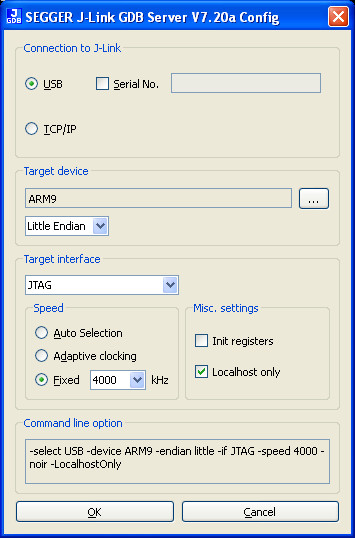 J
GDB
SEGGER J-Link GDB Server V7.20a Config
Connection to J-Link
USB
Serial No.
TCP/IP
Target device
ARM9
...
Little Endian
Target interface
JTAG
Speed
Auto Selection
Adaptive clocking
Fixed
4000
kHz
Misc. settings
Init registers
Localhost only
Command line option
-select USB -device ARM9 -endian little -if JTAG -speed 4000 -
noir -LocalhostOnly
OK
Cancel